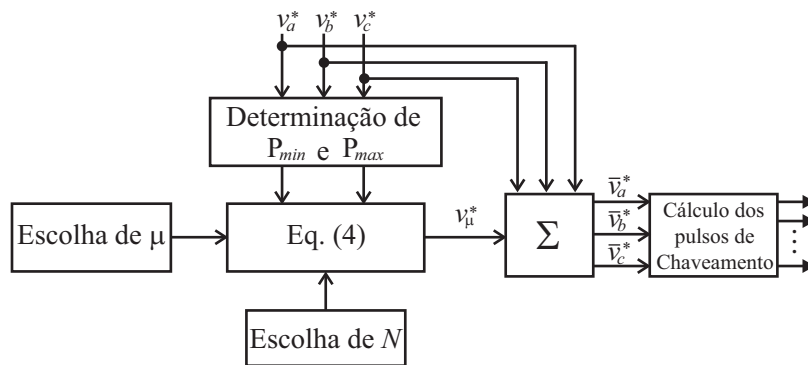 v*a v*b v*c
Determinação de
Pmin e Pmax
Escolha de μ
Eq. (4)
v*μ
Σ
v̅*a
v̅*b
v̅*c
Cálculo dos
pulsos de
Chaveamento
Escolha de N